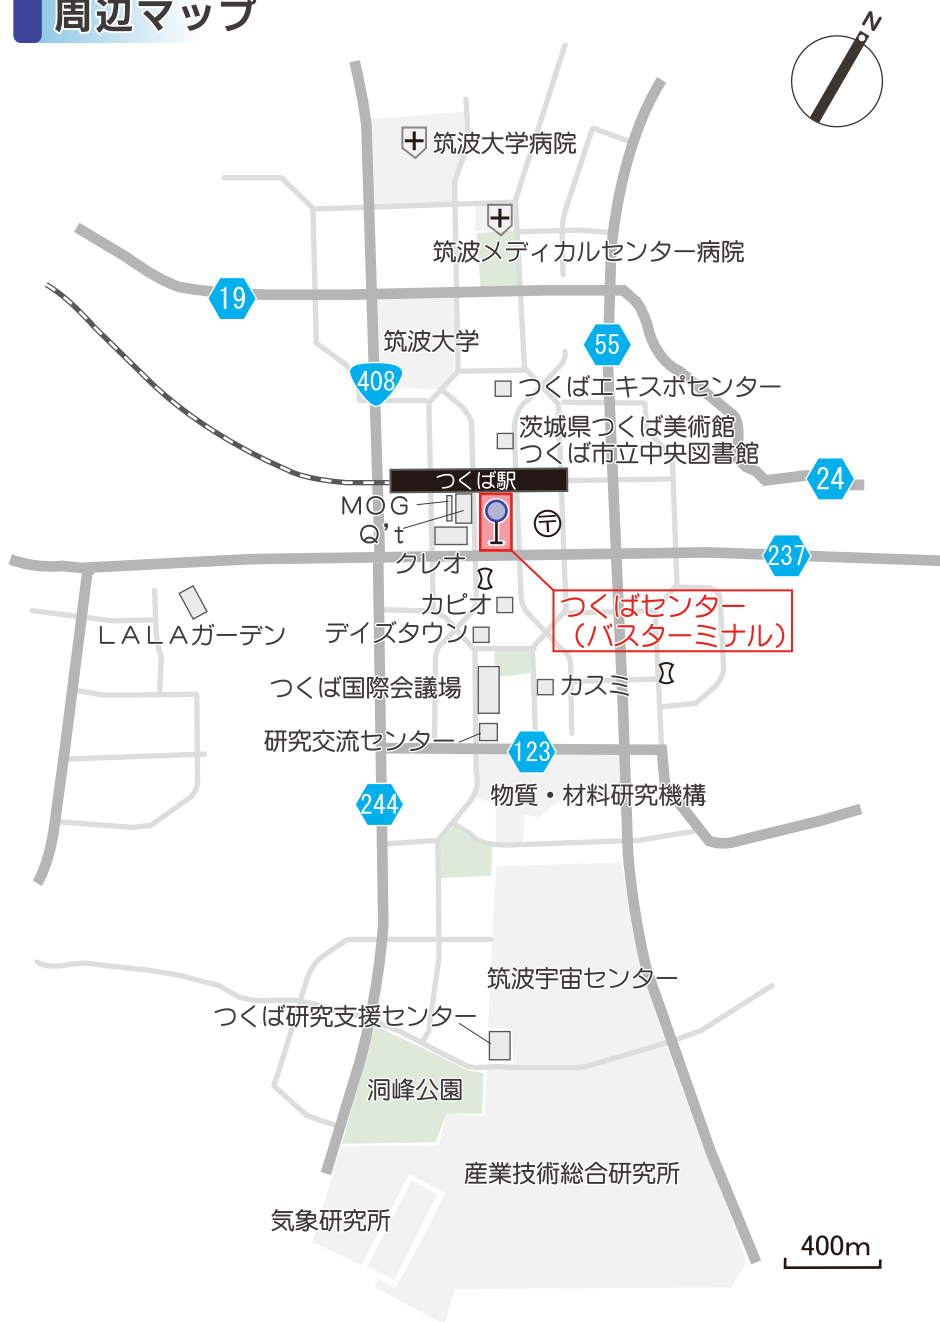 周辺マップ
N
筑波大学病院
筑波メディカルセンター病院
19
筑波大学
55
408
つくばエキスポセンター
茨城県つくば美術館
つくば市立中央図書館
24
つくば駅
MOG
Q't
〒
クレオ
237
カピオ
つくばセンター
（バスターミナル）
LALAガーデン
デイズタウン
つくば国際会議場
カスミ
研究交流センター
123
物質・材料研究機構
244
筑波宇宙センター
つくば研究支援センター
洞峰公園
産業技術総合研究所
気象研究所
400m